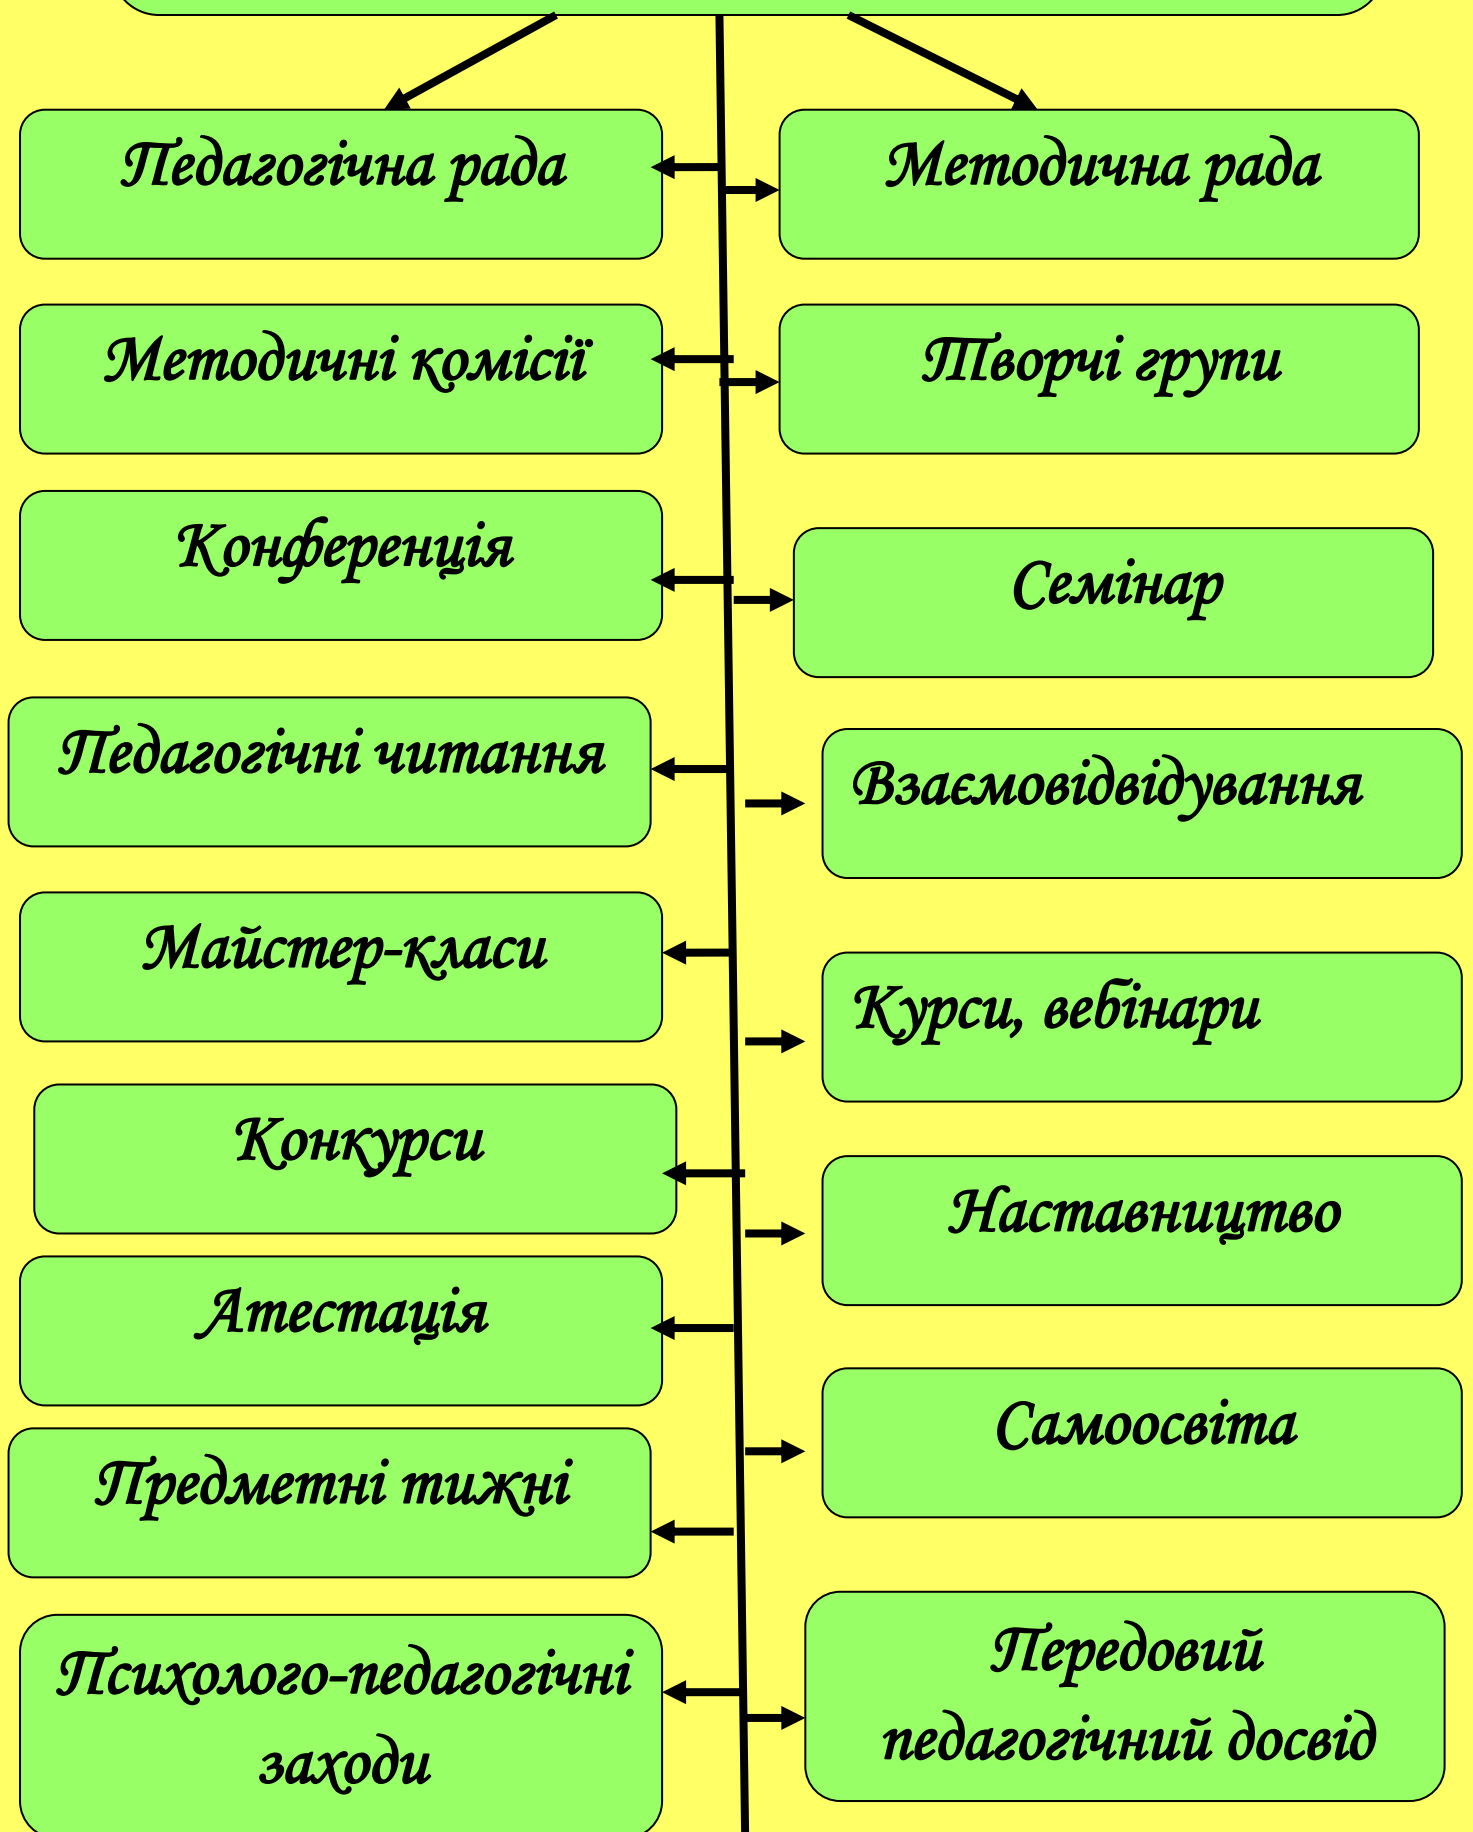 Педагогічна рада
Методична рада
Методичні комісії
Творчі групи
Конференція
Семінар
Педагогічні читання
Взаємовідвідування
Майстер-класи
Курси, вебінари
Конкурси
Наставництво
Атестація
Самоосвіта
Предметні тижні
Передовий
педагогічний досвід
Психолого-педагогічні
заходи